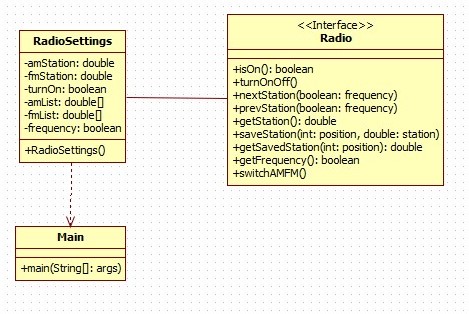 RadioSettings
-amStation: double
-fmStation: double
-turnOn: boolean
-amList: double[]
-fmList: double[]
-frequency: boolean
+RadioSettings()
<<Interface>>
Radio
+isOn(): boolean
+turnOnOff()
+nextStation(boolean: frequency)
+prevStation(boolean: frequency)
+getStation(): double
+saveStation(int: position, double: station)
+getSavedStation(int: position): double
+getFrequency(): boolean
+switchAMFM()
Main
+main(String[]: args)